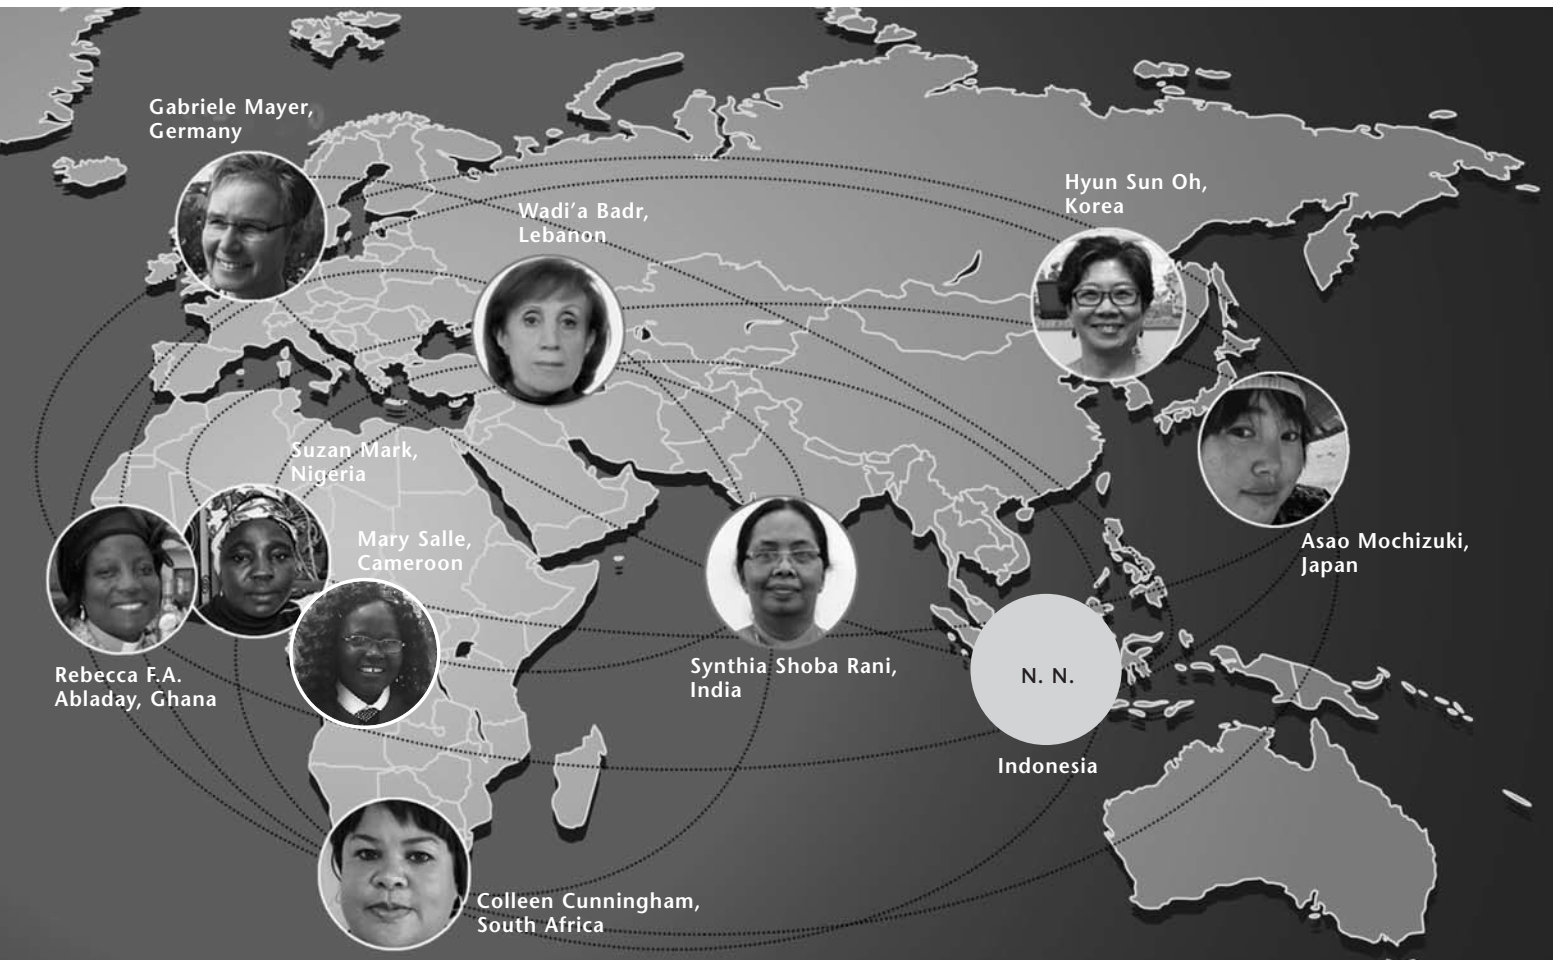 Gabriele Mayer,
Germany
Hyun Sun Oh,
Korea
Wadi’a Badr,
Lebanon
Suzan Mark,
Nigeria
Mary Salle,
Cameroon
Asao Mochizuki,
Japan
Rebecca F.A.
Abladay, Ghana
Synthia Shoba Rani,
India
N. N.
Indonesia
Colleen Cunningham,
South Africa